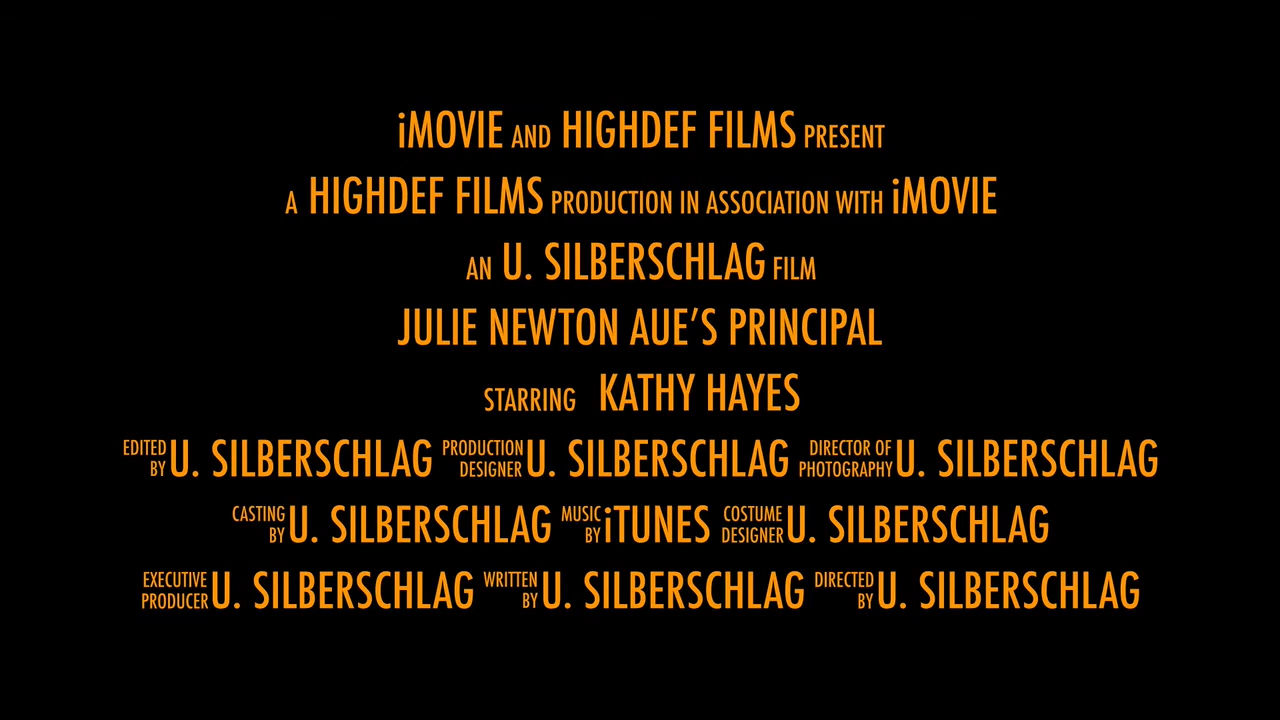 iMOVIE AND HIGHDEF FILMS PRESENT
A HIGHDEF FILMS PRODUCTION IN ASSOCIATION WITH iMOVIE
AN U. SILBERSCHLAG FILM
JULIE NEWTON AUE’S PRINCIPAL
STARRING KATHY HAYES
EDITED BY U. SILBERSCHLAG PRODUCTION DESIGNER U. SILBERSCHLAG DIRECTOR OF PHOTOGRAPHY U. SILBERSCHLAG
CASTING BY U. SILBERSCHLAG MUSIC BY iTUNES COSTUME DESIGNER U. SILBERSCHLAG
EXECUTIVE PRODUCER U. SILBERSCHLAG WRITTEN BY U. SILBERSCHLAG DIRECTED BY U. SILBERSCHLAG